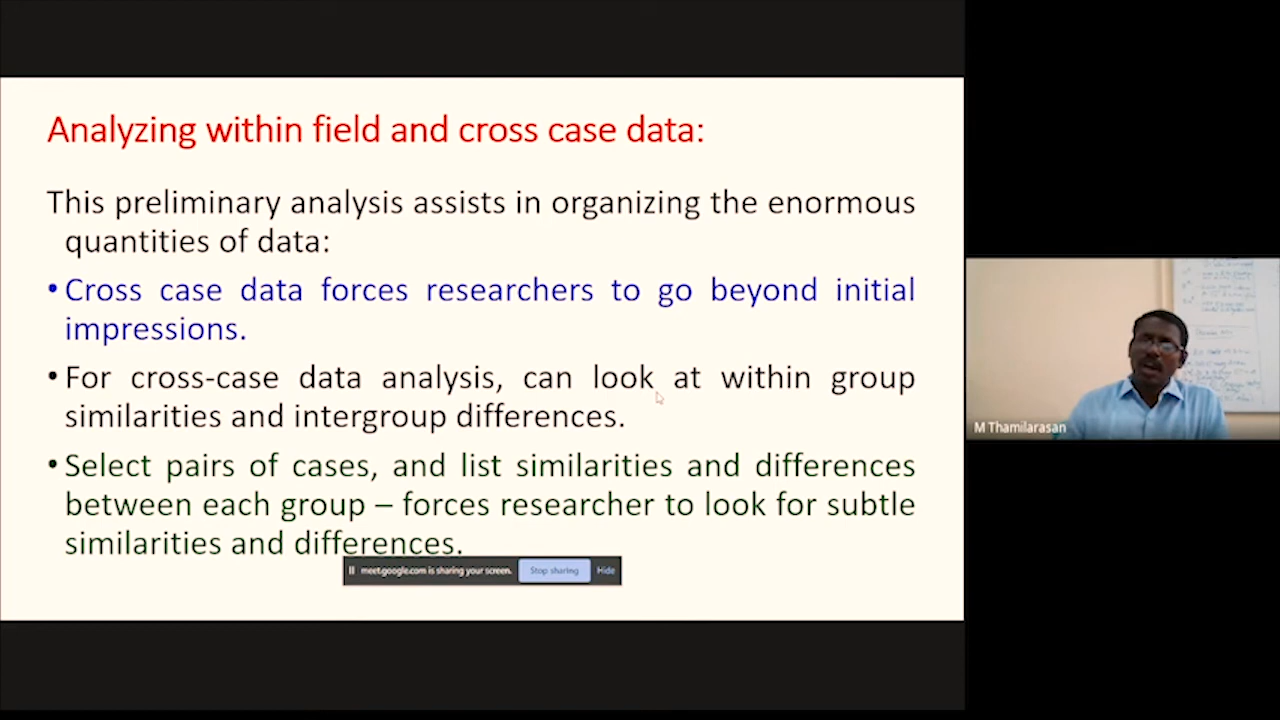 Analyzing within field and cross case data:
This preliminary analysis assists in organizing the enormous
quantities of data:
•Cross case data forces researchers to go beyond initial
impressions.
•For cross-case data analysis, can look at within group
similarities and intergroup differences.
•Select pairs of cases, and list similarities and differences
between each group – forces researcher to look for subtle
similarities and differences.
meet.google.com is sharing your screen. Stop sharing Hide
M Thamilarasan